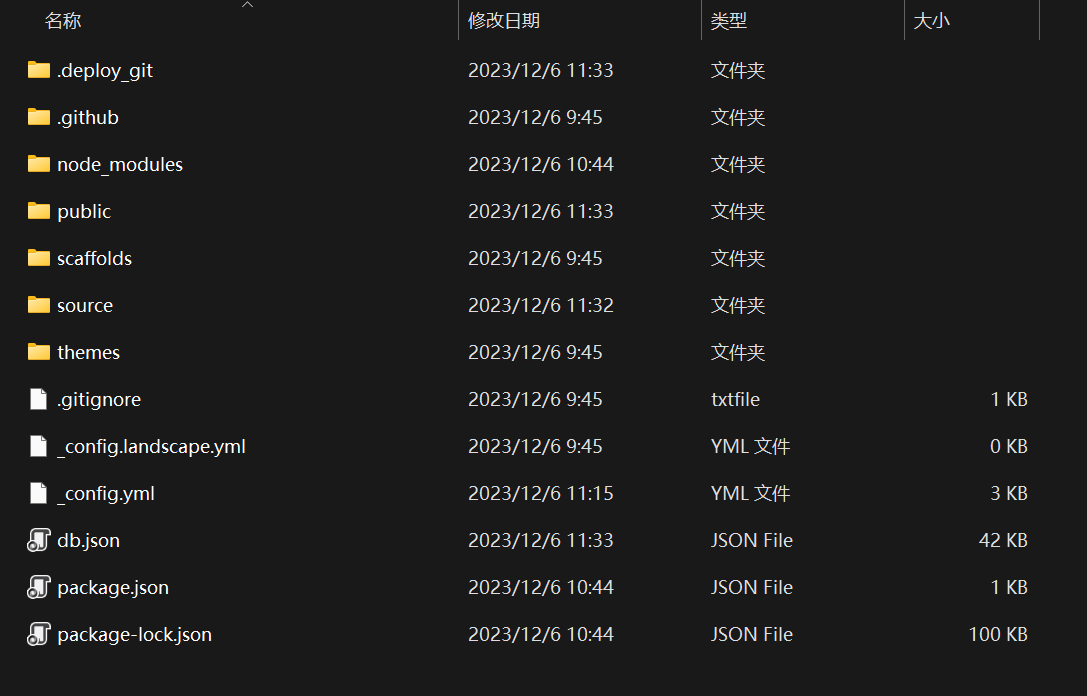 名称 修改日期 类型 大小
.deploy_git 2023/12/6 11:33 文件夹
.github 2023/12/6 9:45 文件夹
node_modules 2023/12/6 10:44 文件夹
public 2023/12/6 11:33 文件夹
scaffolds 2023/12/6 9:45 文件夹
source 2023/12/6 11:32 文件夹
themes 2023/12/6 9:45 文件夹
.gitignore 2023/12/6 9:45 txtfile 1 KB
_config.landscape.yml 2023/12/6 9:45 YML 文件 0 KB
_config.yml 2023/12/6 11:15 YML 文件 3 KB
db.json 2023/12/6 11:33 JSON File 42 KB
package.json 2023/12/6 10:44 JSON File 1 KB
package-lock.json 2023/12/6 10:44 JSON File 100 KB